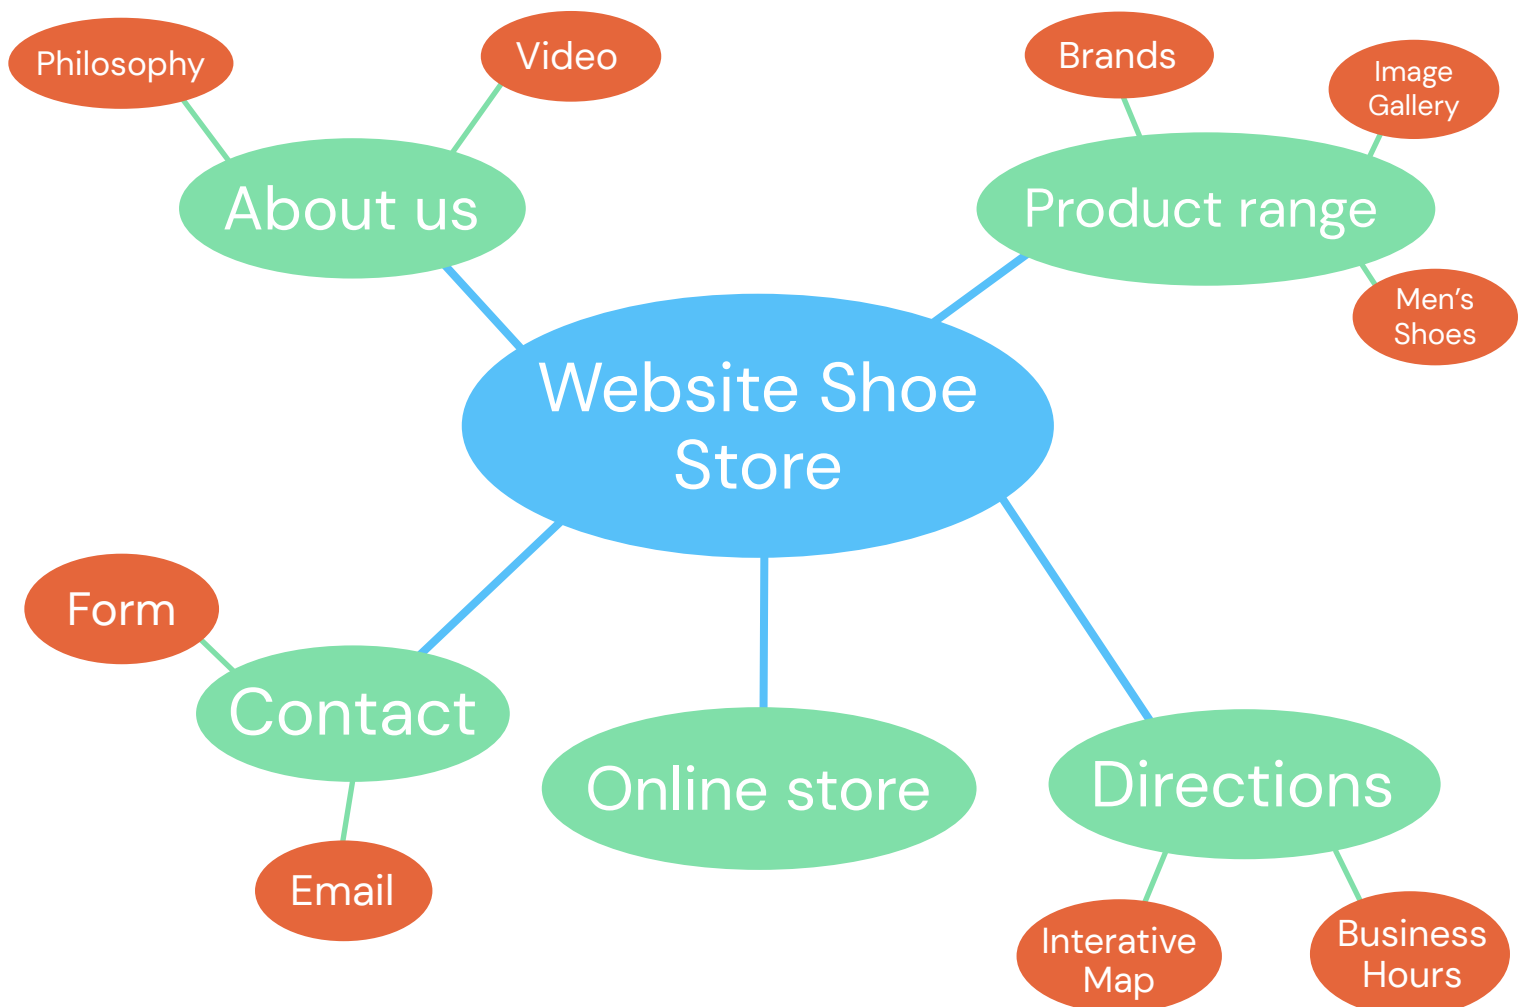 Philosophy
Video
Brands
Image
Gallery
About us
Product range
Men's
Shoes
Website Shoe
Store
Form
Contact
Online store
Directions
Email
Interative
Map
Business
Hours